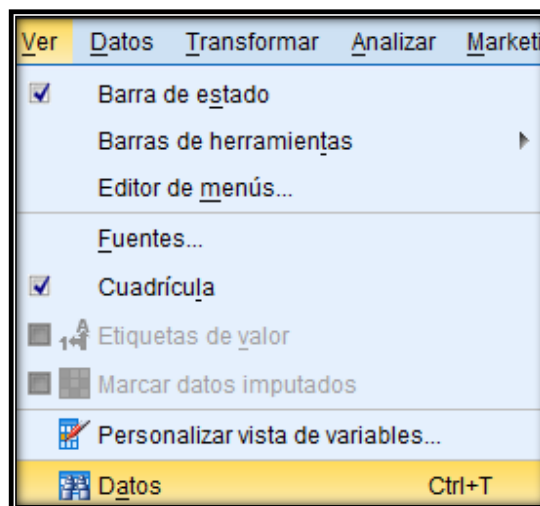 Ver Datos Transformar Analizar Marketi
Barra de estado
Barras de herramientas
Editor de menús...
Fuentes...
Cuadrícula
Etiquetas de valor
Marcar datos imputados
Personalizar vista de variables...
Datos Ctrl+T